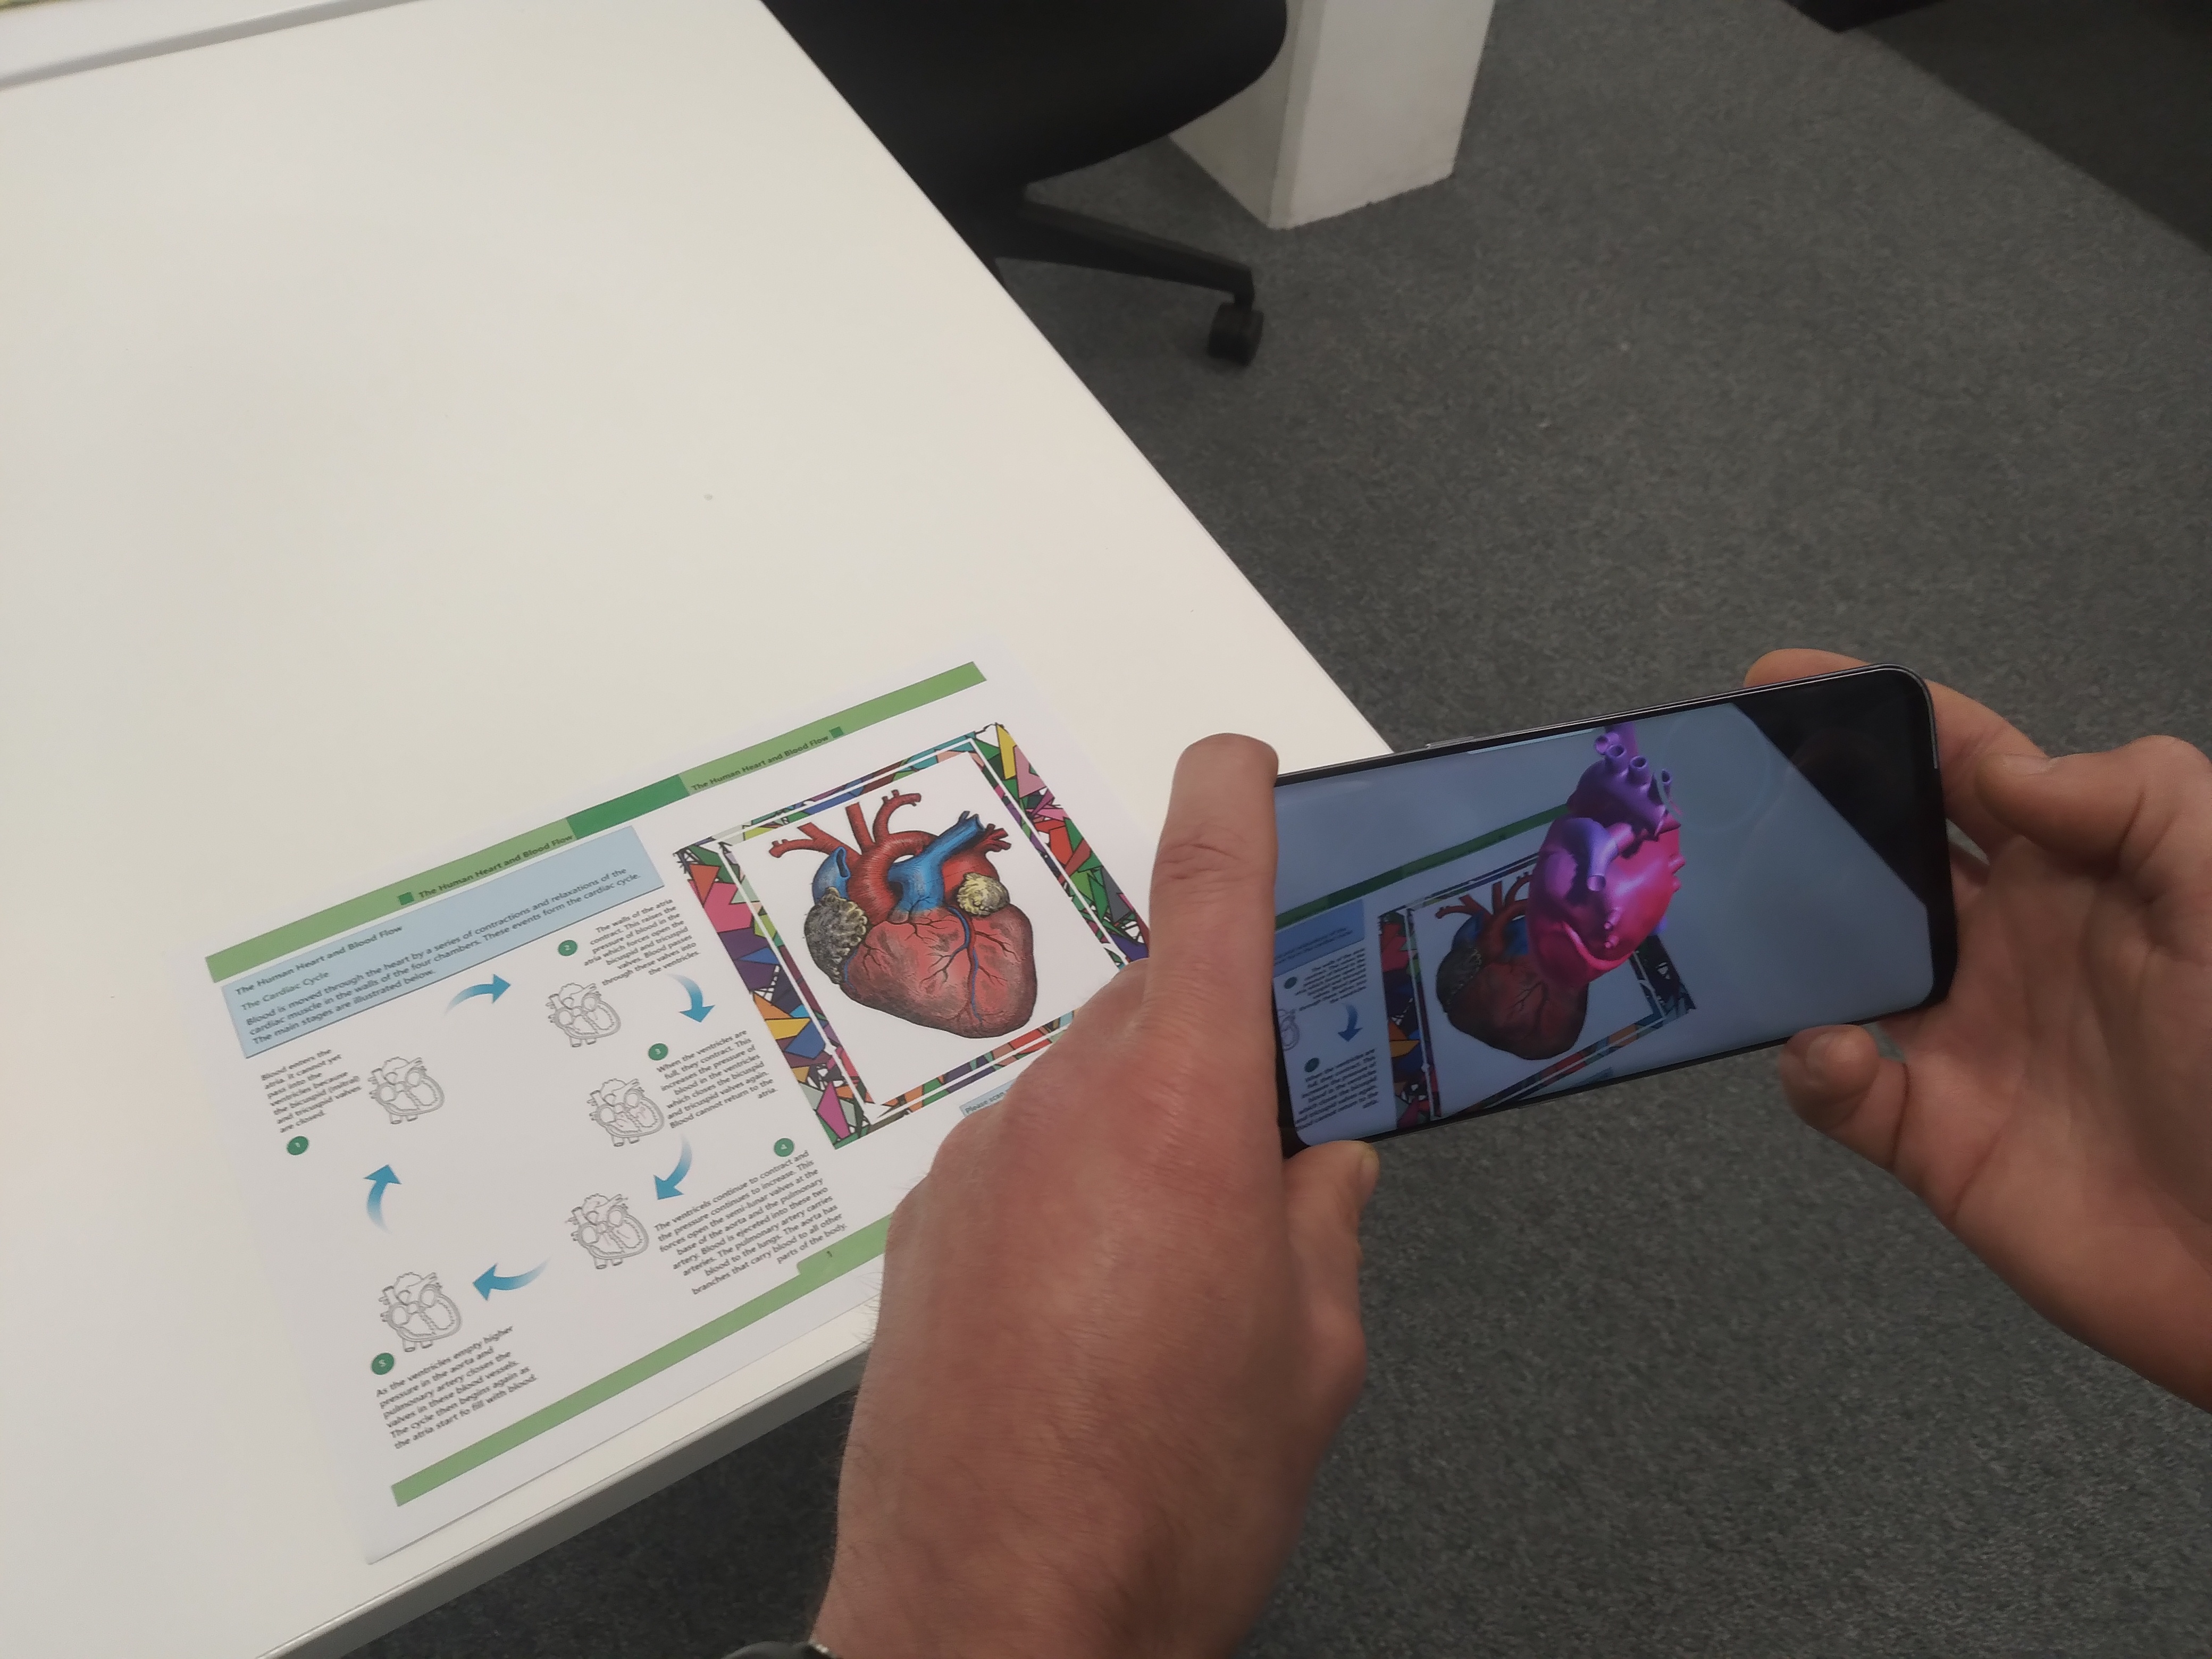 The Human Heart and Blood Flow
The Human Heart and Blood Flow
The Human Heart and Blood Flow
The Cardiac Cycle
Blood is moved through the heart by a series of contractions and relaxations of the
cardiac muscle in the walls of the four chambers. These events form the cardiac cycle.
The main stages are illustrated below.
Blood enters the
atria. it cannot yet
pass into the
ventricles because
the bicuspid (mitral)
and tricuspid valves
are closed.
1
2
The walls of the atria
contract. This raises the
pressure of blood in the
atria which forces open the
bicuspid and tricuspid
valves. Blood passes
through these valves into
the ventricles
3
When the ventricles are
full, they contract. This
increases the pressure of
blood in the ventricles
which closes the bicuspid
and tricuspid valves again.
Blood cannot return to the
atria
4
The ventricels continue to contract and
the pressure continues to increase. This
forces open the semi-lunar valves at the
base of the aorta and the pulmonary
artery. Blood is ejeceted into these two
arteries. The pulmonary artery carries
blood to the lungs. The aorta has
branches that carry blood to all other
parts of the body.
5
As the ventricles empty higher
pressure in the aorta and
pulmonary artery closes the
valves in these blood vessels.
The cycle then begins again as
the atria start fo fill with blood.
Please scan
1